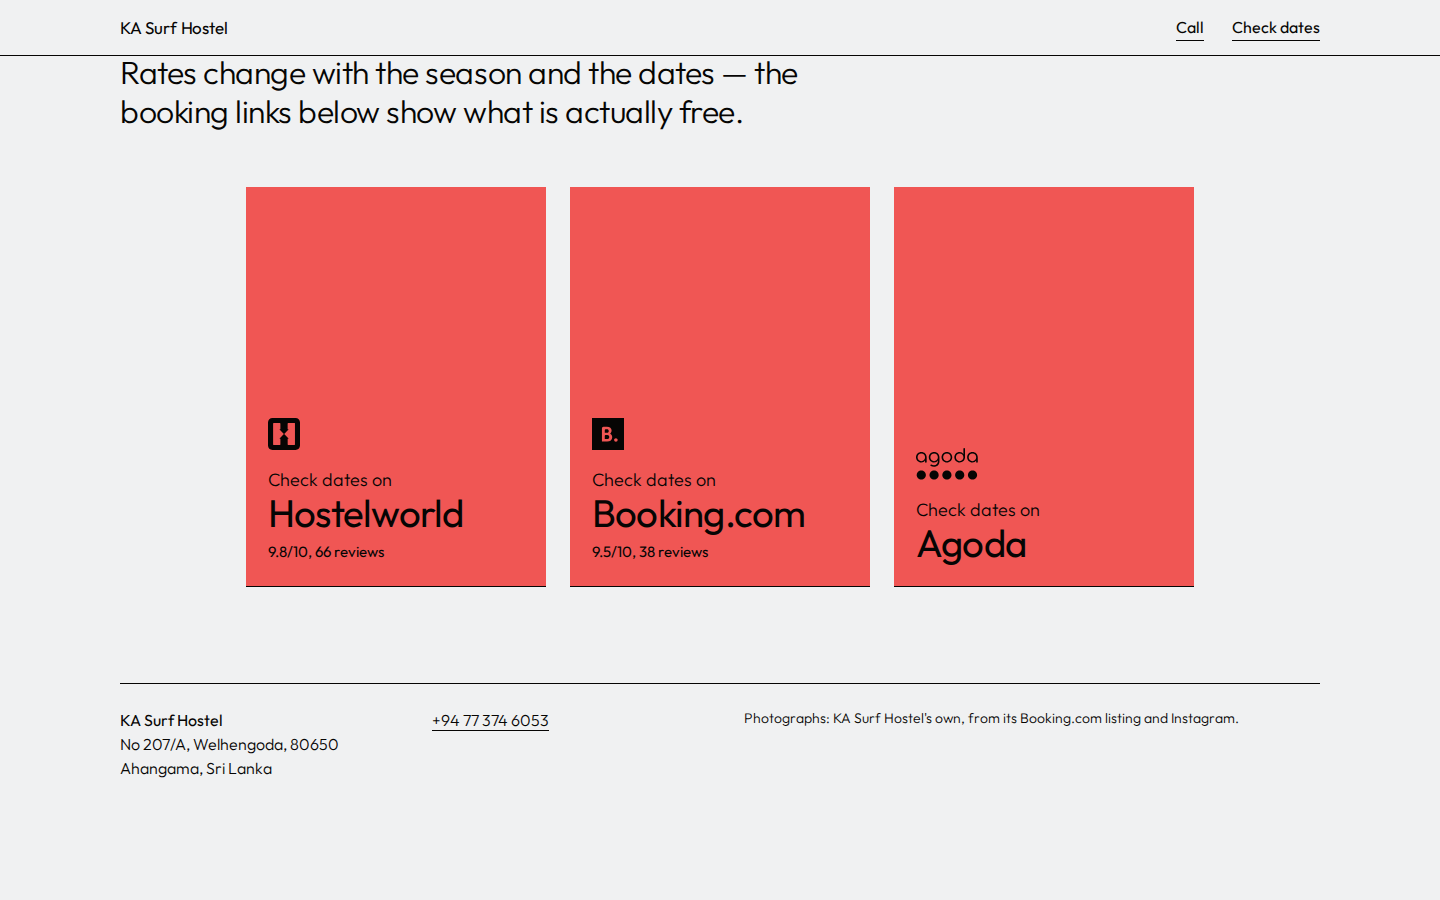 KA Surf Hostel
Call
Check dates
Rates change with the season and the dates — the
booking links below show what is actually free.
Check dates on
Hostelworld
9.8/10, 66 reviews
B.
Check dates on
Booking.com
9.5/10, 38 reviews
agoda
Check dates on
Agoda
KA Surf Hostel
No 207/A, Welhengoda, 80650
Ahangama, Sri Lanka
+94 77 374 6053
Photographs: KA Surf Hostel's own, from its Booking.com listing and Instagram.